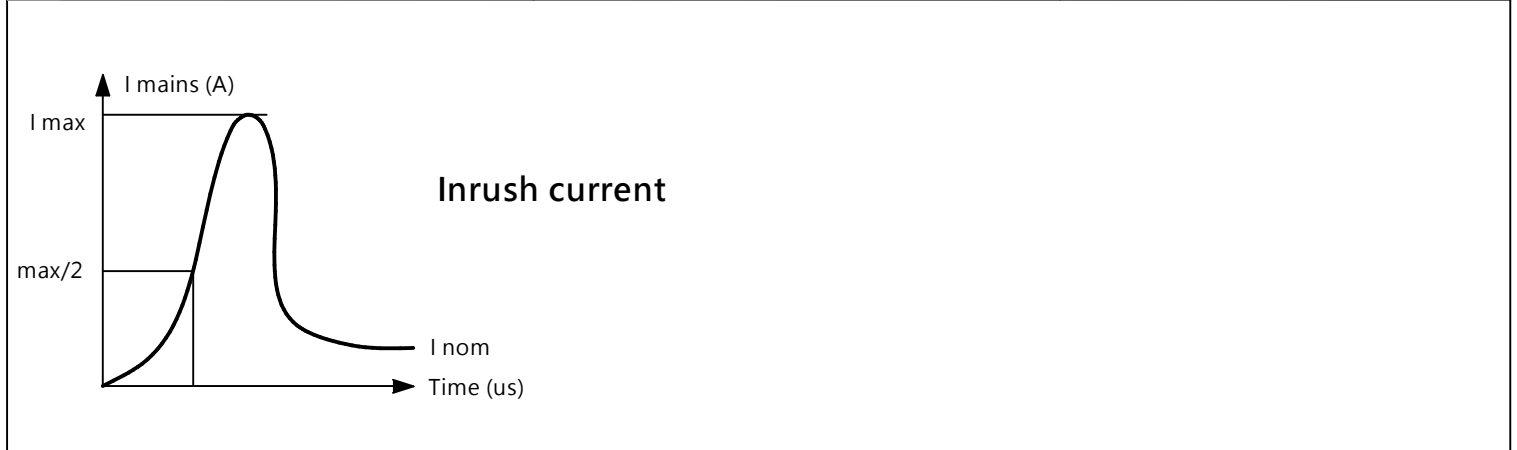 I mains (A)
I max
Inrush current
max/2
I nom
Time (us)